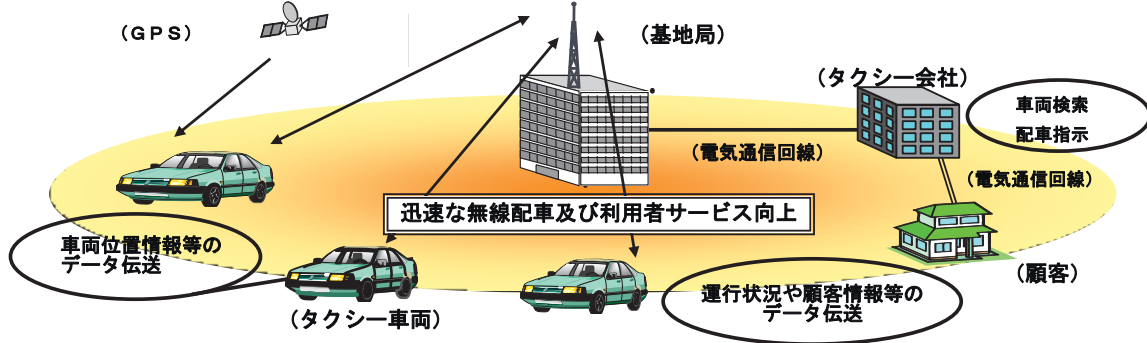 （ＧＰＳ）
（基地局）
（タクシー会社）
車両検索
配車指示
（電気通信回線）
（電気通信回線）
迅速な無線配車及び利用者サービス向上
車両位置情報等の
データ伝送
（顧客）
運行状況や顧客情報等の
データ伝送
（タクシー車両）